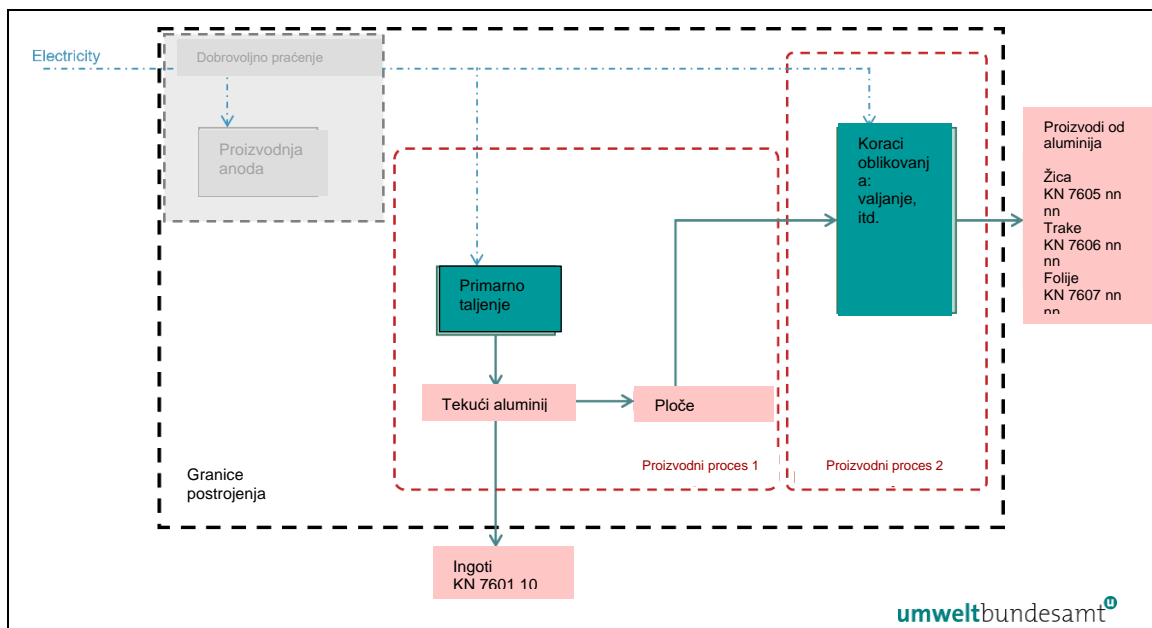 Electricity
Dobrovoljno praćenje
Proizvodnja
anoda
Koraci
oblikovanj
a:
valjanje,
itd.
Proizvodi od
aluminija
Žica
KN 7605 nn
nn
Trake
KN 7606 nn
nn
Folije
KN 7607 nn
nn
Primarno
taljenje
Tekući aluminij
Ploče
Proizvodni proces 1
Proizvodni proces 2
Granice
postrojenja
Ingoti
KN 7601 10
umweltbundesamt u